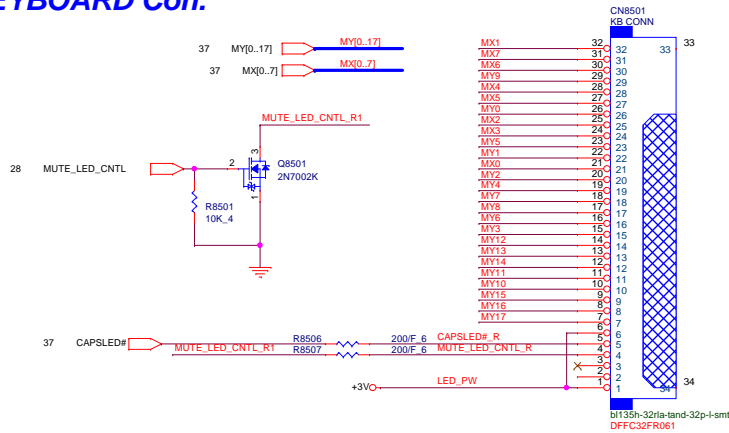 KEYBOARD Con.
CN8501
KB CONN
37 MY[0..17] MY[0..17]
37 MX[0..7] MX[0..7]
MUTE_LED_CNTL_R1
28 MUTE_LED_CNTL
2 3 1
Q8501
2N7002K
R8501
10K_4
33
MX1 32 32
MX7 31 31
MX6 30 30
MY9 29 29
MX4 28 28
MX5 27 27
MY0 26 26
MX2 25 25
MX3 24 24
MY5 23 23
MY1 22 22
MX0 21 21
MY2 20 20
MY4 19 19
MY7 18 18
MY8 17 17
MY6 16 16
MY3 15 15
MY12 14 14
MY13 13 13
MY14 12 12
MY11 11 11
MY10 10 10
MY15 9 9
MY16 8 8
MY17 7 7
6 6
37 CAPSLED# R8506 200/F_6 CAPSLED#_R 5 5
MUTE_LED_CNTL_R1 R8507 200/F_6 MUTE_LED_CNTL_R 4 4
3 3
2 2
+3V LED_PW 1 1
33
34 34
bl135h-32rla-tand-32p-l-smt
DFFC32FR061